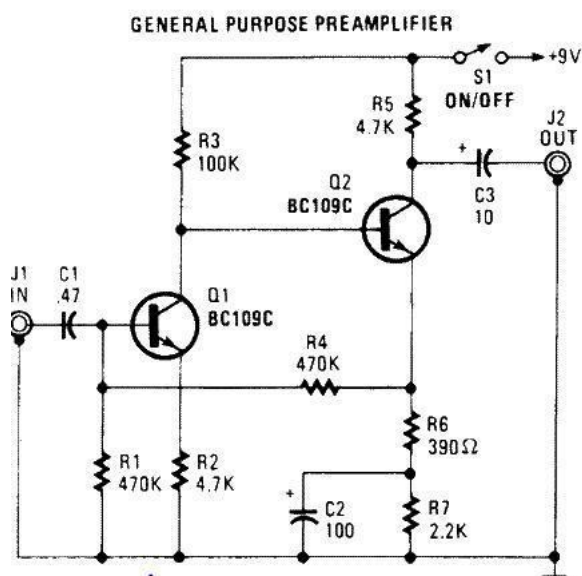 GENERAL PURPOSE PREAMPLIFIER
+9V
S1
ON/OFF
R5
4.7K
J2
OUT
R3
100K
+
C3
10
Q2
BC109C
J1
IN
C1
.47
Q1
BC109C
R4
470K
R6
390Ω
R1
470K
R2
4.7K
+
C2
100
R7
2.2K